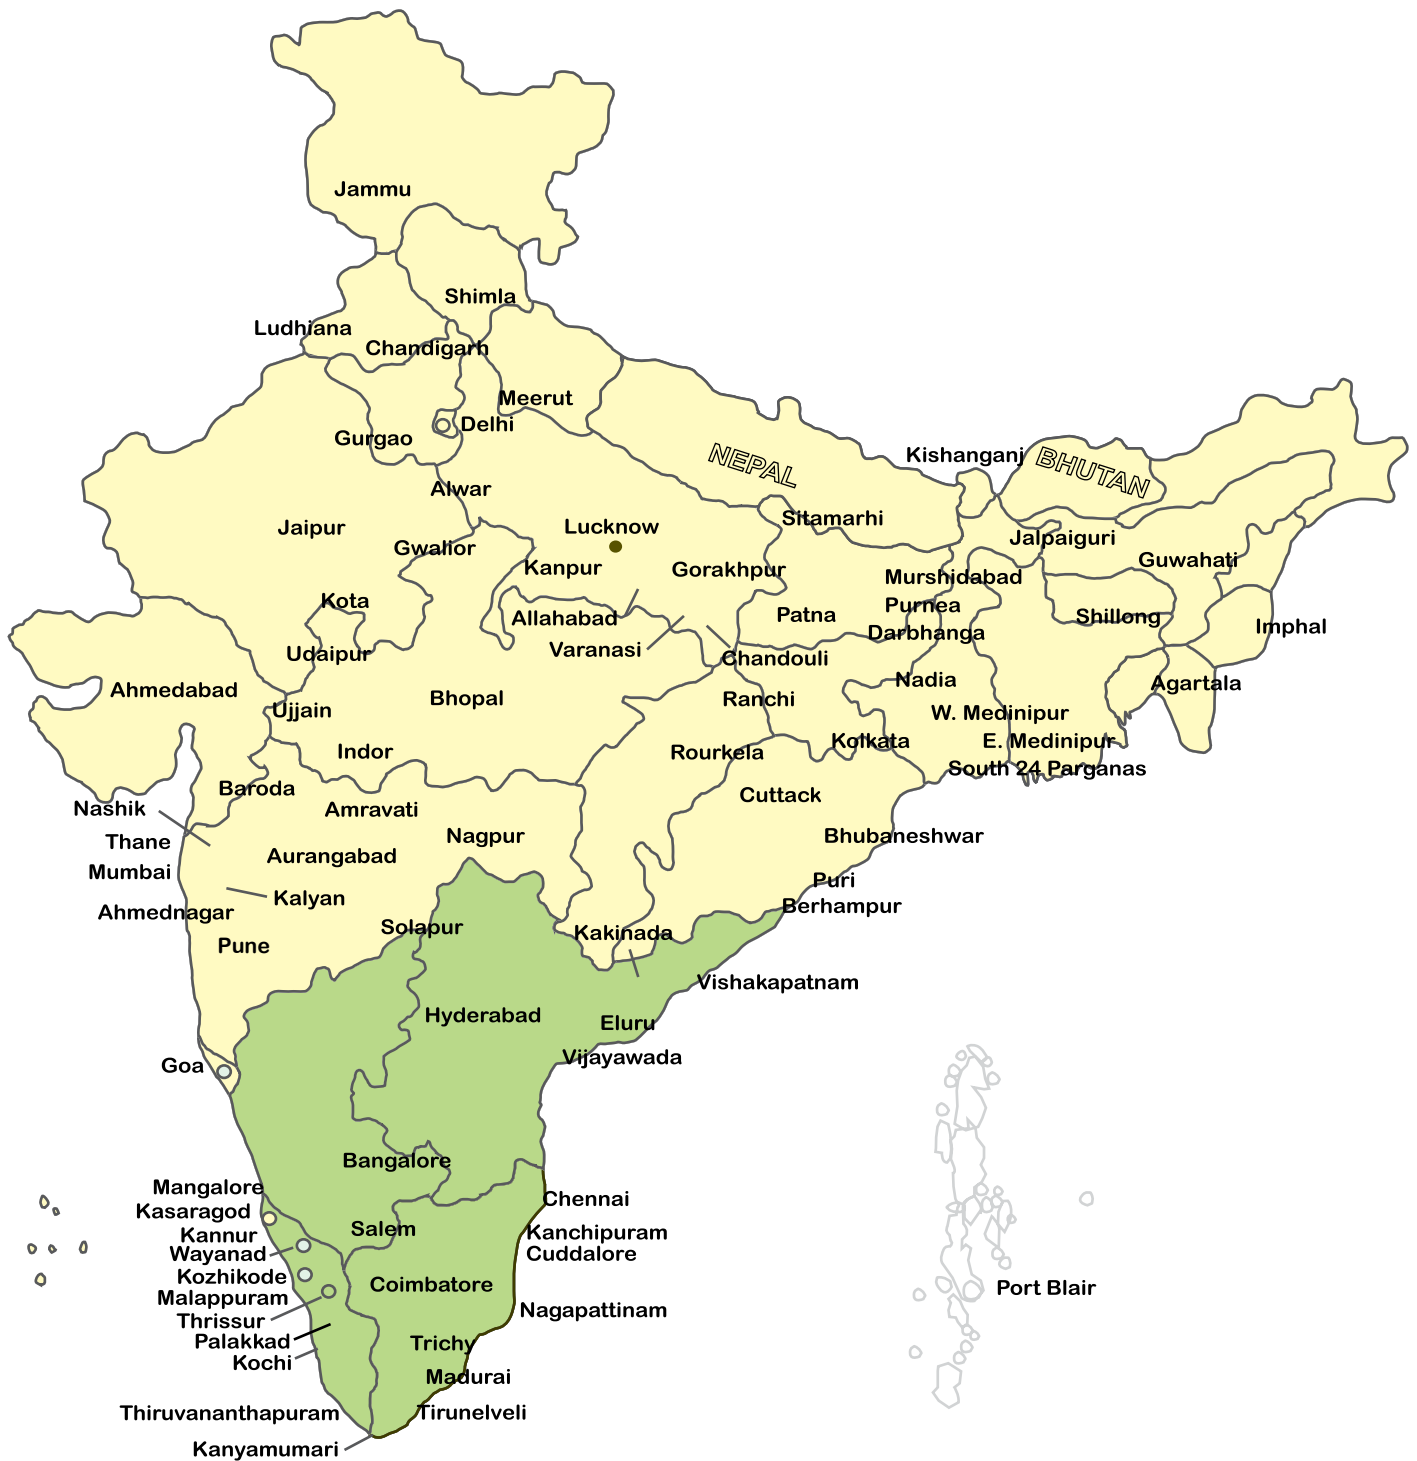 Jammu
Shimla
Ludhiana
Chandigarh
Meerut
Delhi
Gurgao
NEPAL
Kishanganj
BHUTAN
Alwar
Sitamarhi
Jaipur
Lucknow
Jalpaiguri
Gwalior
Guwahati
Kanpur
Gorakhpur
Murshidabad
Kota
Purnea
Allahabad
Patna
Shillong
Imphal
Darbhanga
Varanasi
Udaipur
Chandouli
Nadia
Agartala
Ahmedabad
Bhopal
Ranchi
Ujjain
W. Medinipur
Indor
Rourkela
Kolkata
E. Medinipur
South 24 Parganas
Baroda
Cuttack
Nashik
Amravati
Nagpur
Bhubaneshwar
Thane
Aurangabad
Mumbai
Puri
Kalyan
Berhampur
Ahmednagar
Solapur
Kakinada
Pune
Vishakapatnam
Hyderabad
Eluru
Vijayawada
Goa
Bangalore
Mangalore
Chennai
Kasaragod
Salem
Kannur
Kanchipuram
Wayanad
Cuddalore
Kozhikode
Coimbatore
Port Blair
Malappuram
Nagapattinam
Thrissur
Palakkad
Trichy
Kochi
Madurai
Thiruvananthapuram
Tirunelveli
Kanyamumari